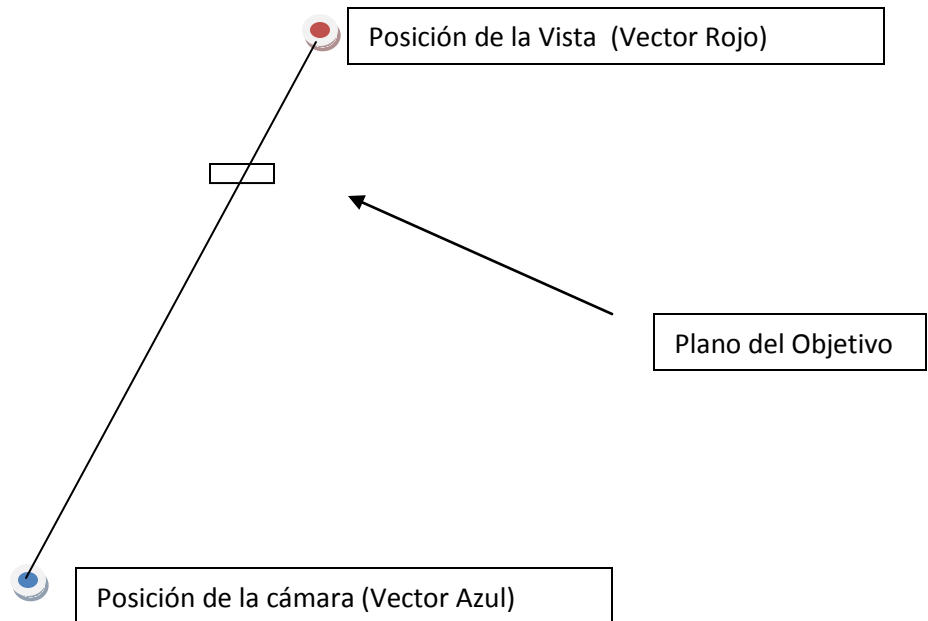 Posición de la Vista  (Vector Rojo)
Plano del Objetivo
Posición de la cámara (Vector Azul)